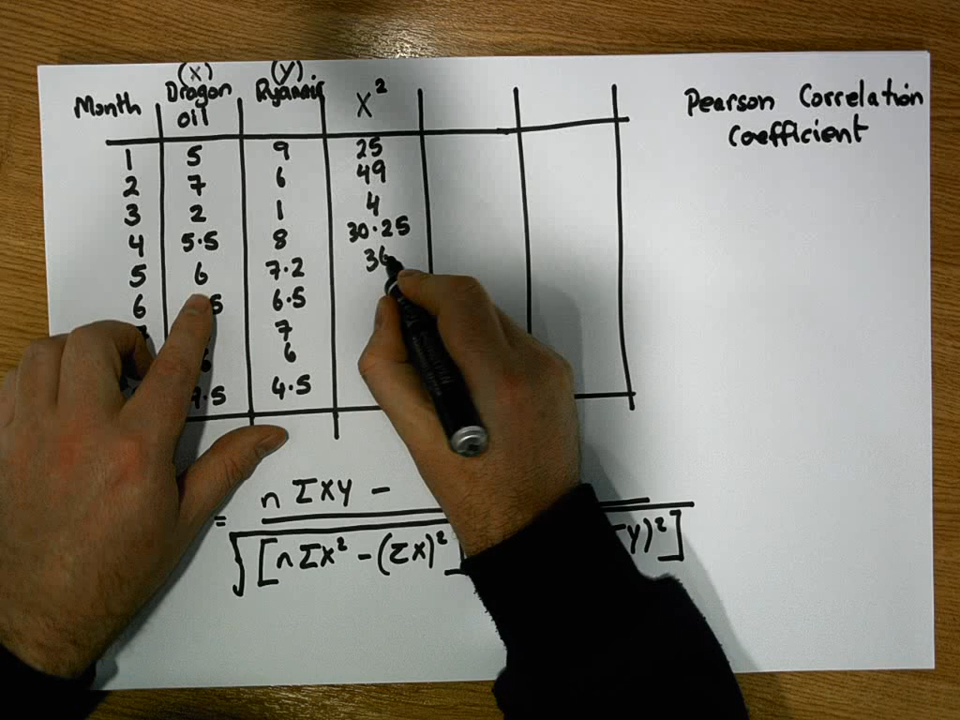 (X) (Y).
Month Dragon oil Ryanair X²
1 5 9 25
2 7 6 49
3 2 1 4
4 5.5 8 30.25
5 6 7.2 36
6 6.5
7
6
4.5
Pearson Correlation
Coefficient
= n ΣXY -
√[nΣX² - (ΣX)²] Y)²]